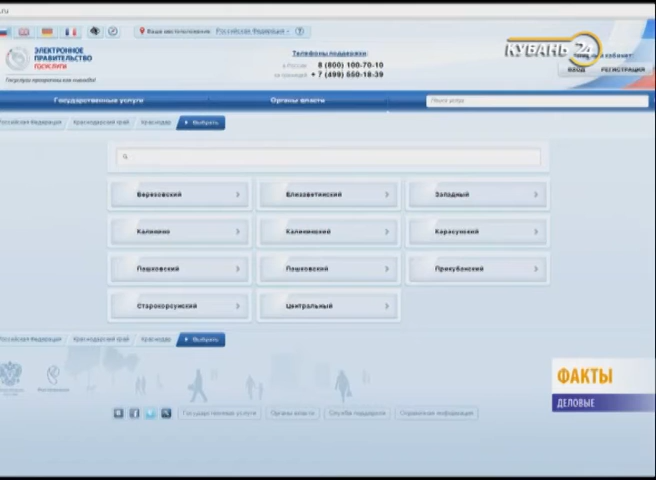 .ru
Ваше местоположение: Российская Федерация
КУБАНЬ 24
ЭЛЕКТРОННОЕ
ПРАВИТЕЛЬСТВО
ГОСУСЛУГИ
Телефоны поддержки:
8 (800) 100-70-10
+ 7 (499) 550-18-39
кабинет:
ВХОД РЕГИСТРАЦИЯ
Государственные услуги Органы власти
Российская Федерация Краснодарский край Краснодар Выбрать
Березовский Елизаветинский Западный
Калинино Калининский Карасунский
Пашковский Пашковский Прикубанский
Старокорсунский Центральный
Российская Федерация Краснодарский край Краснодар Выбрать
ФАКТЫ
ДЕЛОВЫЕ
Государственные услуги Органы власти Служба поддержки Справочная информация